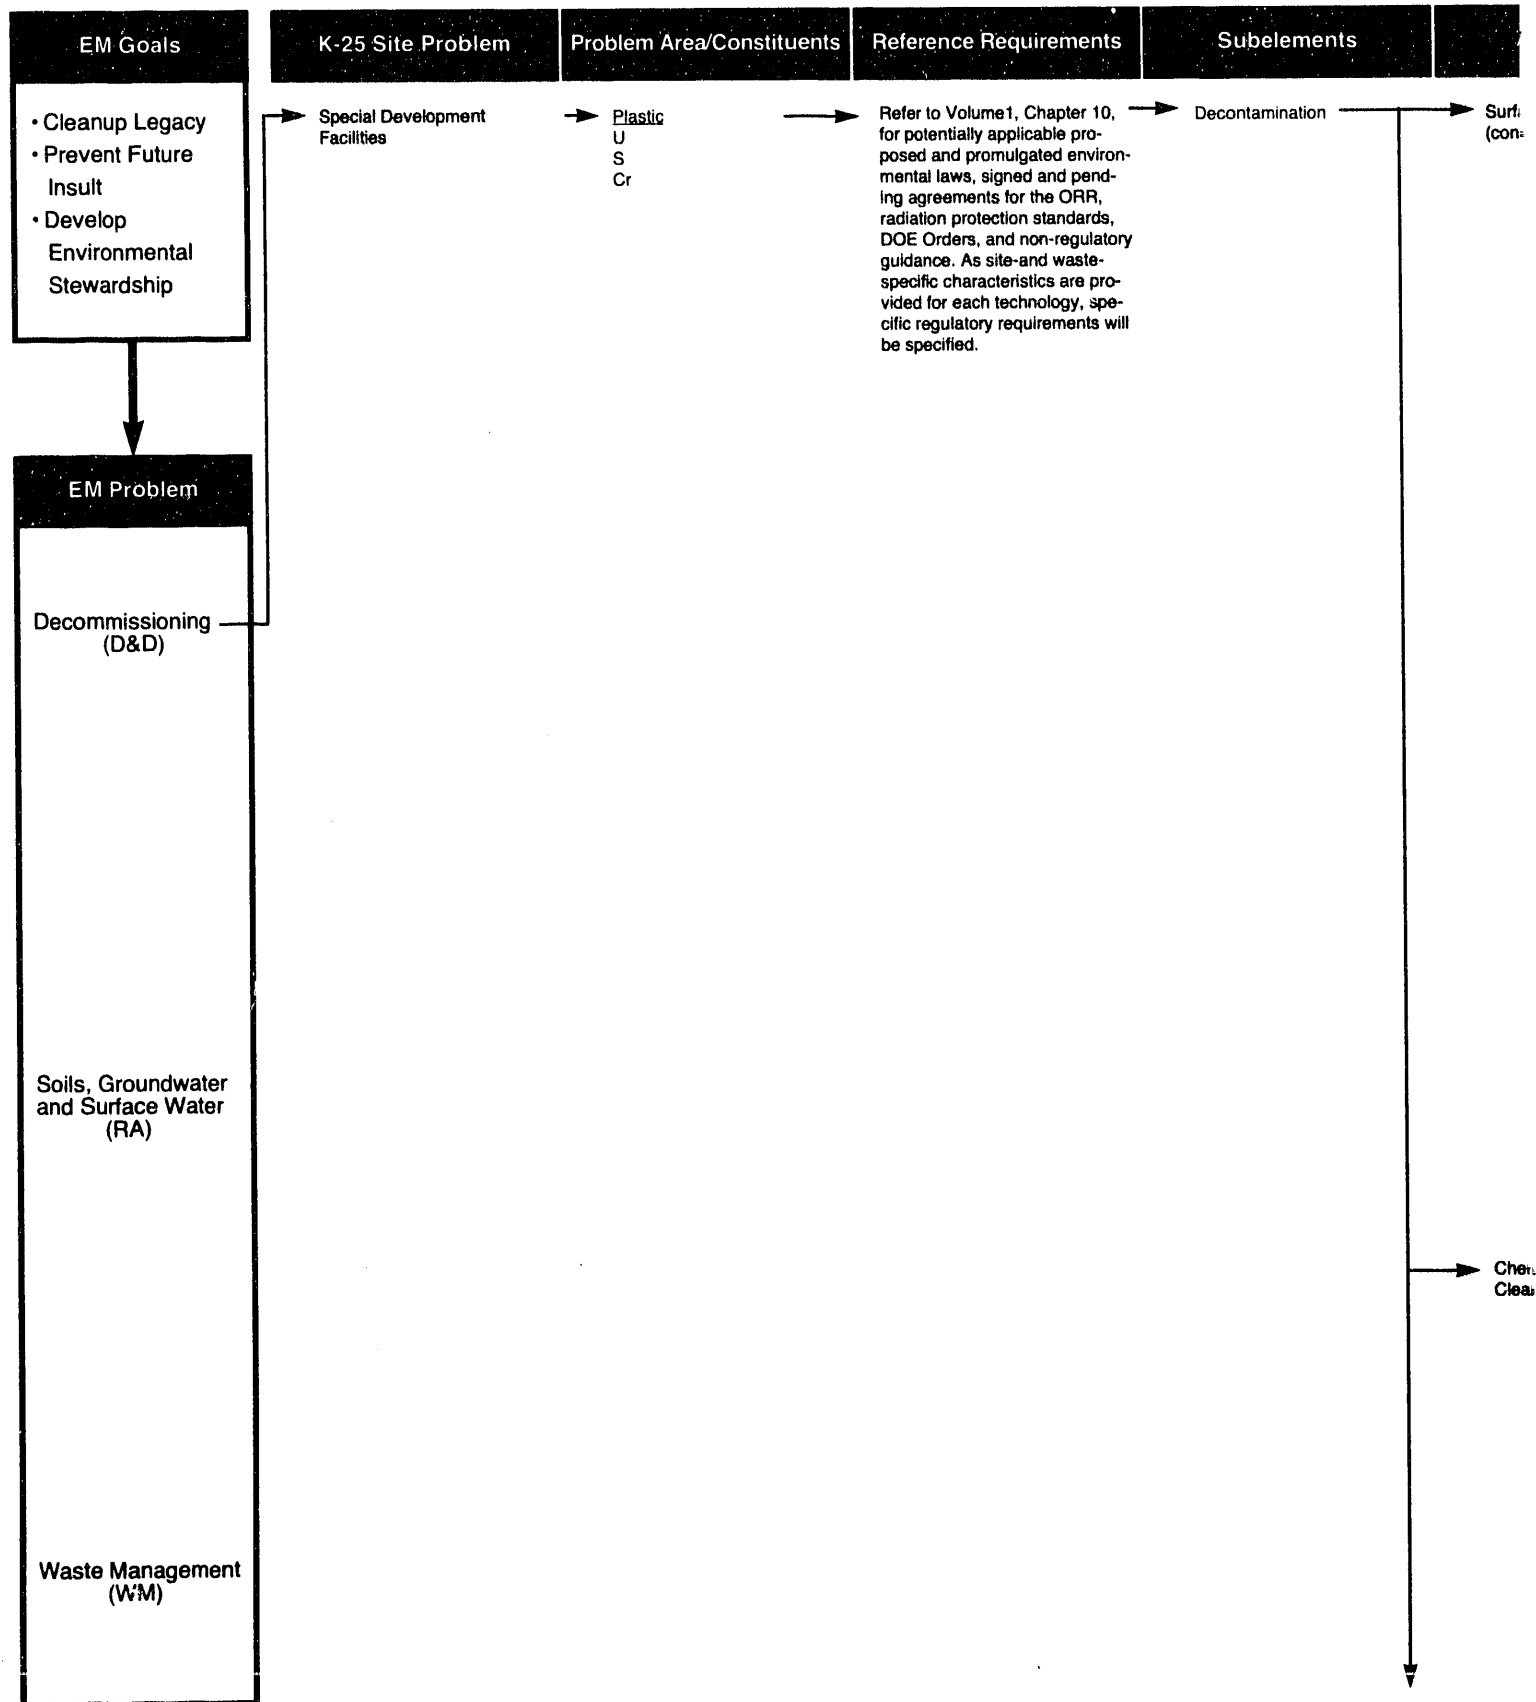 EM Goals
K-25 Site Problem
Problem Area/Constituents
Reference Requirements
Subelements
• Cleanup Legacy
• Prevent Future
Insult
• Develop
Environmental
Stewardship
Special Development
Facilities
Plastic
U
S
Cr
Refer to Volume1, Chapter 10,
for potentially applicable pro-
posed and promulgated environ-
mental laws, signed and pend-
ing agreements for the ORR,
radiation protection standards,
DOE Orders, and non-regulatory
guidance. As site-and waste-
specific characteristics are pro-
vided for each technology, spe-
cific regulatory requirements will
be specified.
Decontamination
EM Problem
Decommissioning
(D&D)
Soils, Groundwater
and Surface Water
(RA)
Waste Management
(WM)